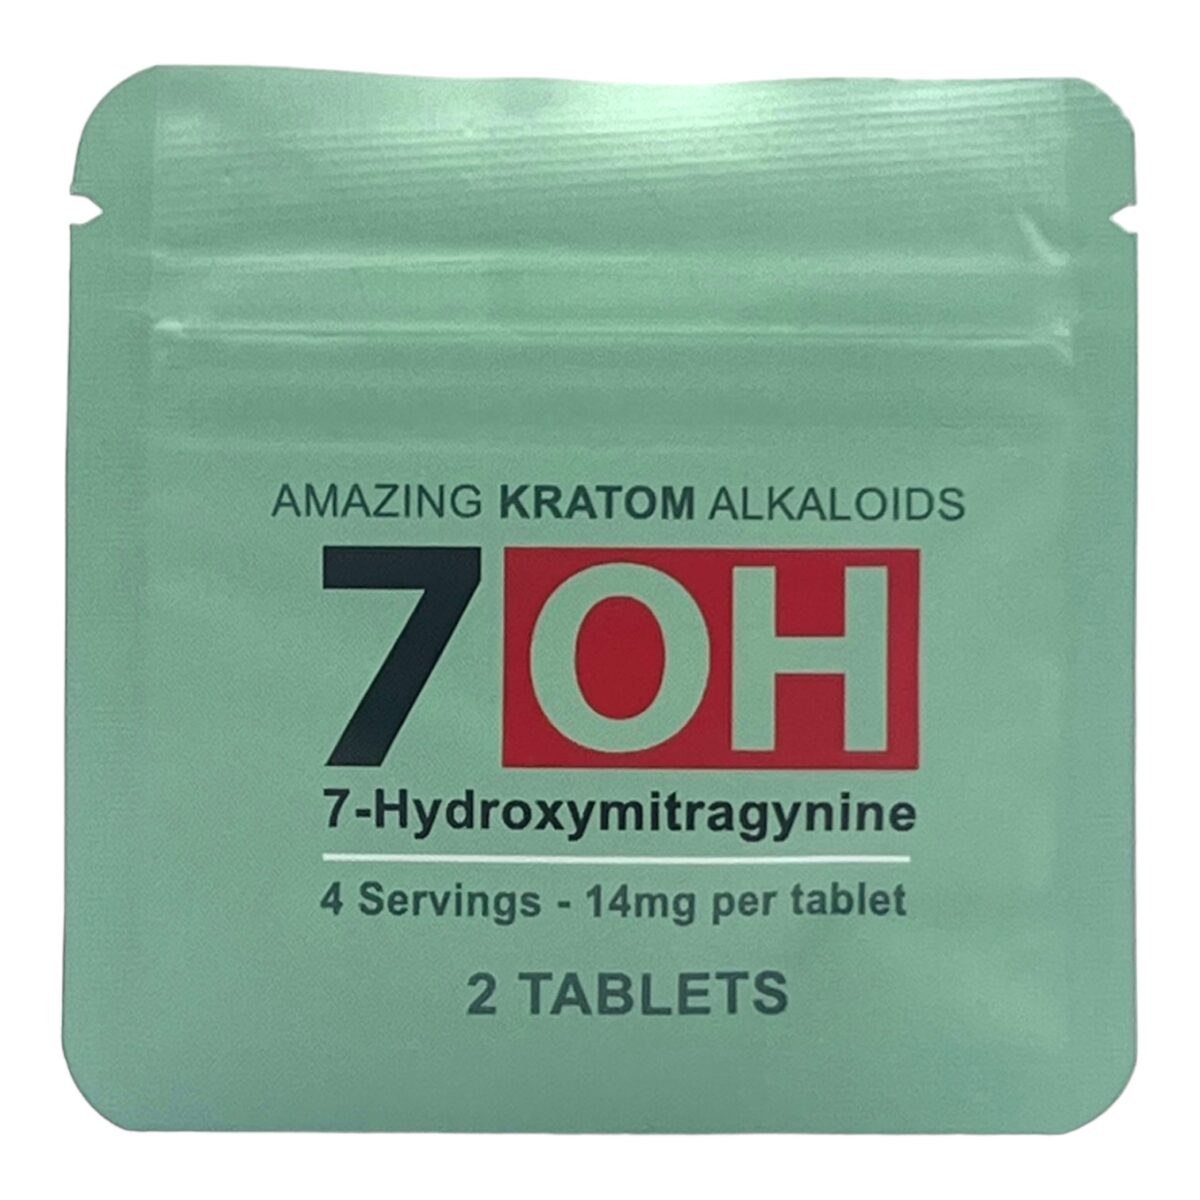 AMAZING KRATOM ALKALOIDS
7OH
7-Hydroxymitragynine
4 Servings - 14mg per tablet
2 TABLETS